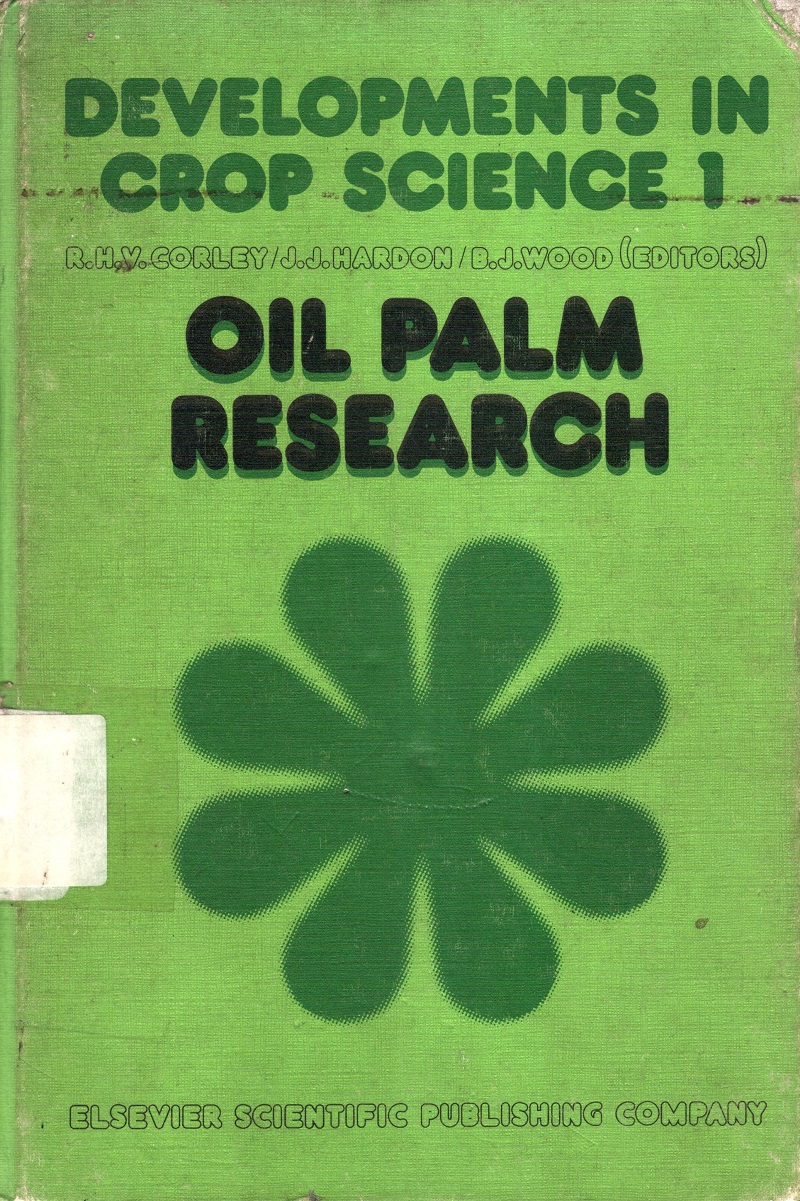 DEVELOPMENTS IN
CROP SCIENCE 1
R.H.V. CORLEY/J.J. HARDON/B.J. WOOD (EDITORS)
OIL PALM
RESEARCH
ELSEVIER SCIENTIFIC PUBLISHING COMPANY